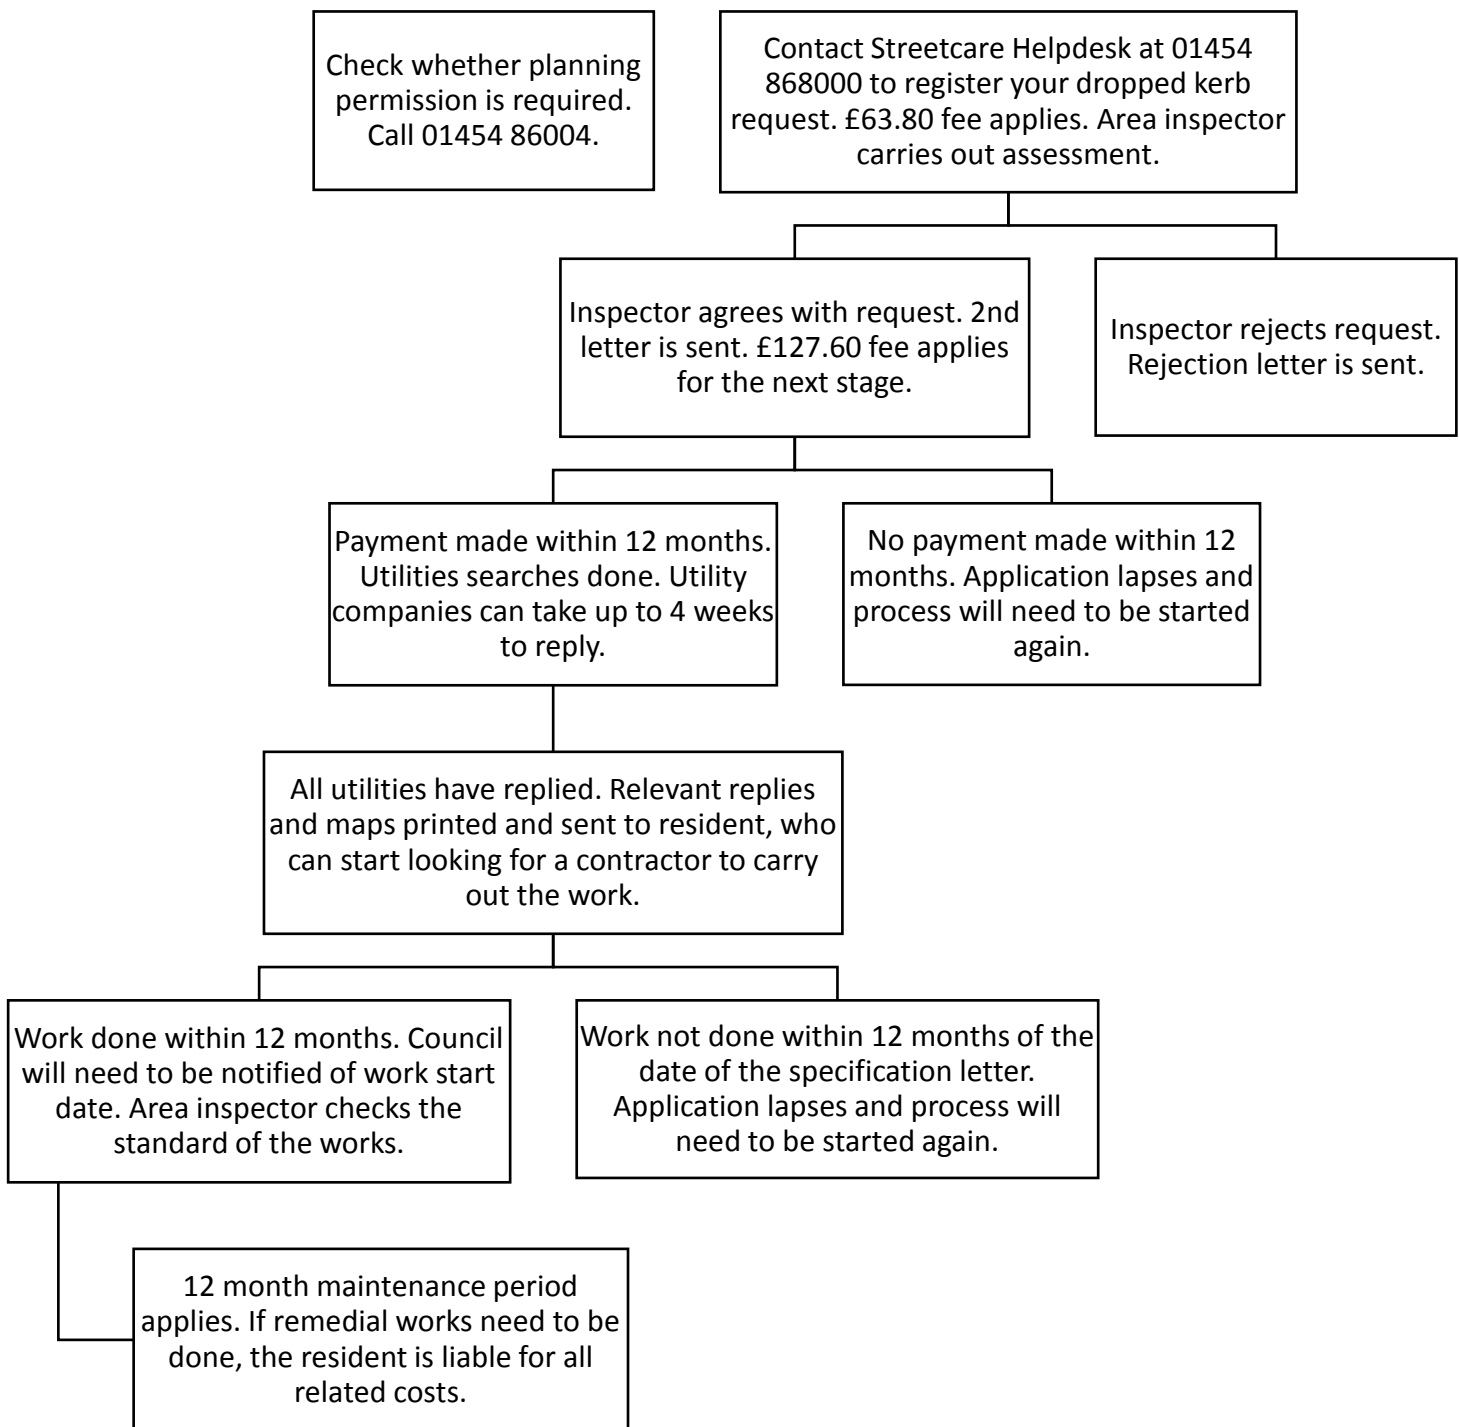 Check whether planning
permission is required.
Call 01454 86004.
Contact Streetcare Helpdesk at 01454
868000 to register your dropped kerb
request. £63.80 fee applies. Area inspector
carries out assessment.
Inspector agrees with request. 2nd
letter is sent. £127.60 fee applies
for the next stage.
Inspector rejects request.
Rejection letter is sent.
Payment made within 12 months.
Utilities searches done. Utility
companies can take up to 4 weeks
to reply.
No payment made within 12
months. Application lapses and
process will need to be started
again.
All utilities have replied. Relevant replies
and maps printed and sent to resident, who
can start looking for a contractor to carry
out the work.
Work done within 12 months. Council
will need to be notified of work start
date. Area inspector checks the
standard of the works.
Work not done within 12 months of the
date of the specification letter.
Application lapses and process will
need to be started again.
12 month maintenance period
applies. If remedial works need to be
done, the resident is liable for all
related costs.